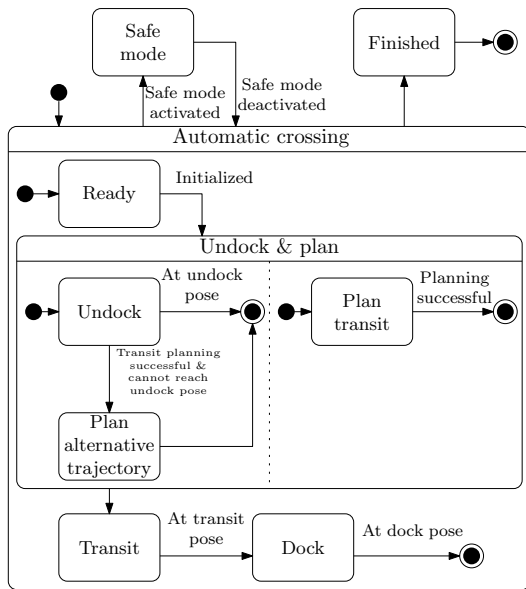 Safe
mode
Finished
Safe mode
activated
Safe mode
deactivated
Automatic crossing
Ready
Initialized
Undock & plan
Undock
At undock
pose
Plan
transit
Planning
successful
Transit planning
successful &
cannot reach
undock pose
Plan
alternative
trajectory
Transit
At transit
pose
Dock
At dock pose